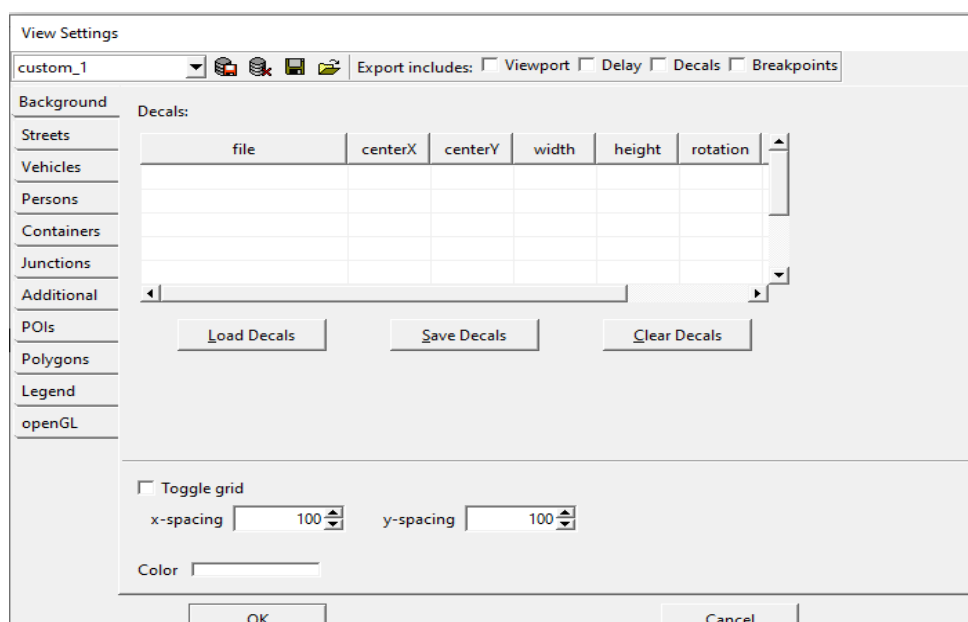 View Settings
custom_1 Export includes: Viewport Delay Decals Breakpoints
Background
Streets
Vehicles
Persons
Containers
Junctions
Additional
POIs
Polygons
Legend
openGL
Decals:
file centerX centerY width height rotation
Load Decals Save Decals Clear Decals
Toggle grid
x-spacing 100 y-spacing 100
Color
OK Cancel